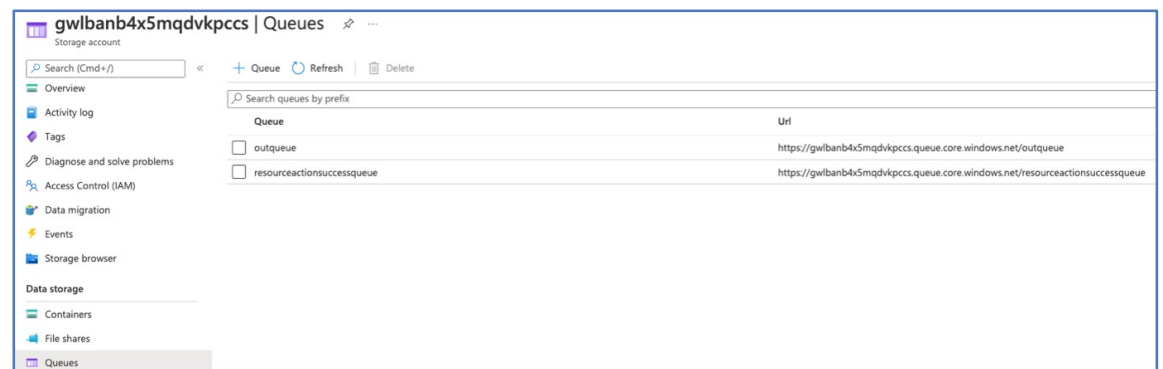 gwlbanb4x5mqdvkpccs | Queues
Storage account
Search (Cmd+/)
Overview
Activity log
Tags
Diagnose and solve problems
Access Control (IAM)
Data migration
Events
Storage browser
Data storage
Containers
File shares
Queues
Queue
Refresh
Delete
Search queues by prefix
Queue Url
outqueue https://gwlbanb4x5mqdvkpccs.queue.core.windows.net/outqueue
resourceactionsuccessqueue https://gwlbanb4x5mqdvkpccs.queue.core.windows.net/resourceactionsuccessqueue